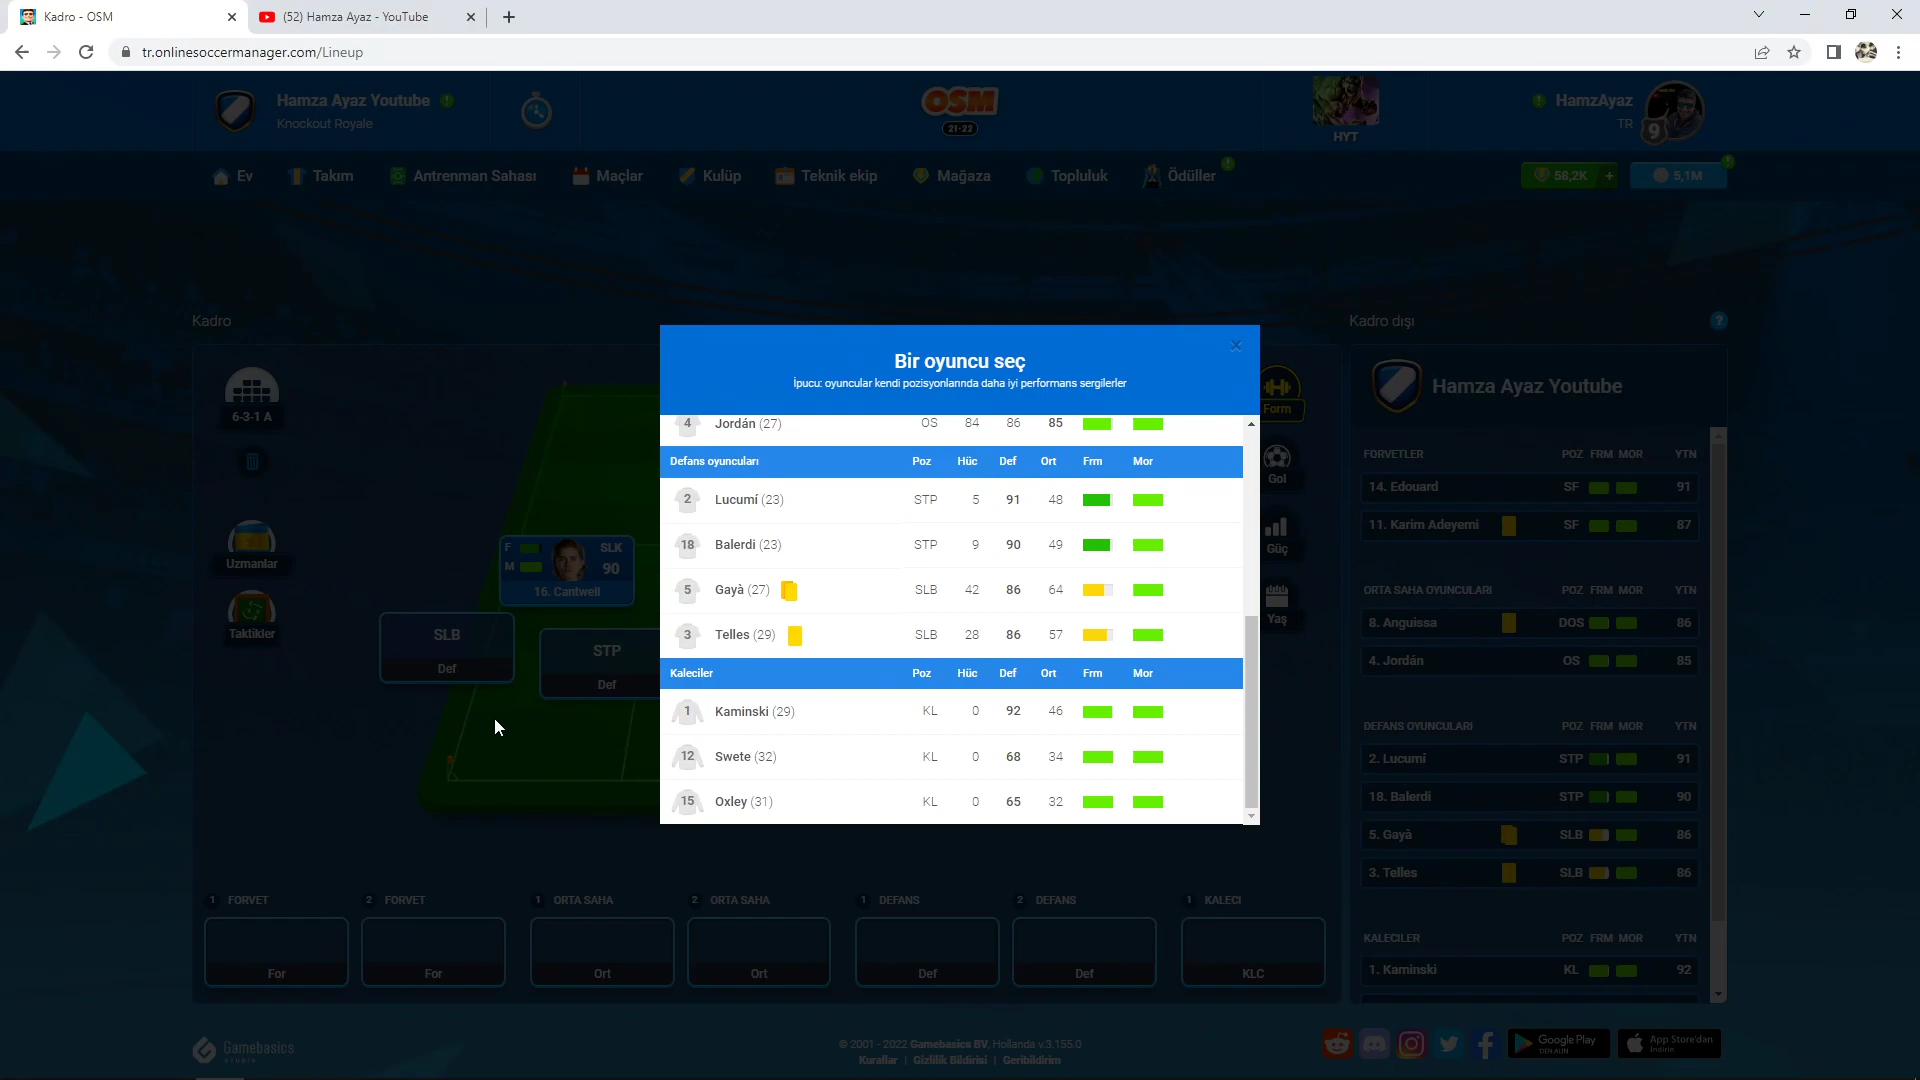 Kadro - OSM
(52) Hamza Ayaz - YouTube
tr.onlinesoccermanager.com/Lineup
Hamza Ayaz Youtube
Knockout Royale
OSM
21-22
HYT
HamzAyaz
TR
9
Ev
Takım
Antrenman Sahası
Maçlar
Kulüp
Teknik ekip
Mağaza
Topluluk
Ödüller
58,2K +
5,1M
Kadro
Kadro dışı
?
6-3-1 A
Uzmanlar
Taktikler
F SLK
M 90
16. Cantwell
SLB
Def
STP
Def
Bir oyuncu seç
İpucu: oyuncular kendi pozisyonlarında daha iyi performans sergilerler
4 Jordán (27) OS 84 86 85
Defans oyuncuları Poz Hüc Def Ort Frm Mor
2 Lucumí (23) STP 5 91 48
18 Balerdi (23) STP 9 90 49
5 Gayà (27) SLB 42 86 64
3 Telles (29) SLB 28 86 57
Kaleciler Poz Hüc Def Ort Frm Mor
1 Kaminski (29) KL 0 92 46
12 Swete (32) KL 0 68 34
15 Oxley (31) KL 0 65 32
Form
Gol
Güç
Yaş
Hamza Ayaz Youtube
FORVETLER POZ FRM MOR YTN
14. Edouard SF 91
11. Karim Adeyemi SF 87
ORTA SAHA OYUNCULARI POZ FRM MOR YTN
8. Anguissa DOS 86
4. Jordán OS 85
DEFANS OYUNCULARI POZ FRM MOR YTN
2. Lucumí STP 91
18. Balerdi STP 90
5. Gayà SLB 86
3. Telles SLB 86
KALECILER POZ FRM MOR YTN
1. Kaminski KL 92
1 FORVET
2 FORVET
1 ORTA SAHA
2 ORTA SAHA
1 DEFANS
2 DEFANS
1 KALECI
For
For
Ort
Ort
Def
Def
KLC
Gamebasics
STUDIO
© 2001 - 2022 Gamebasics BV, Hollanda v.3.155.0
Kurallar | Gizlilik Bildirisi | Geribildirim
Google Play
'DEN ALIN
App Store'dan
İndirin